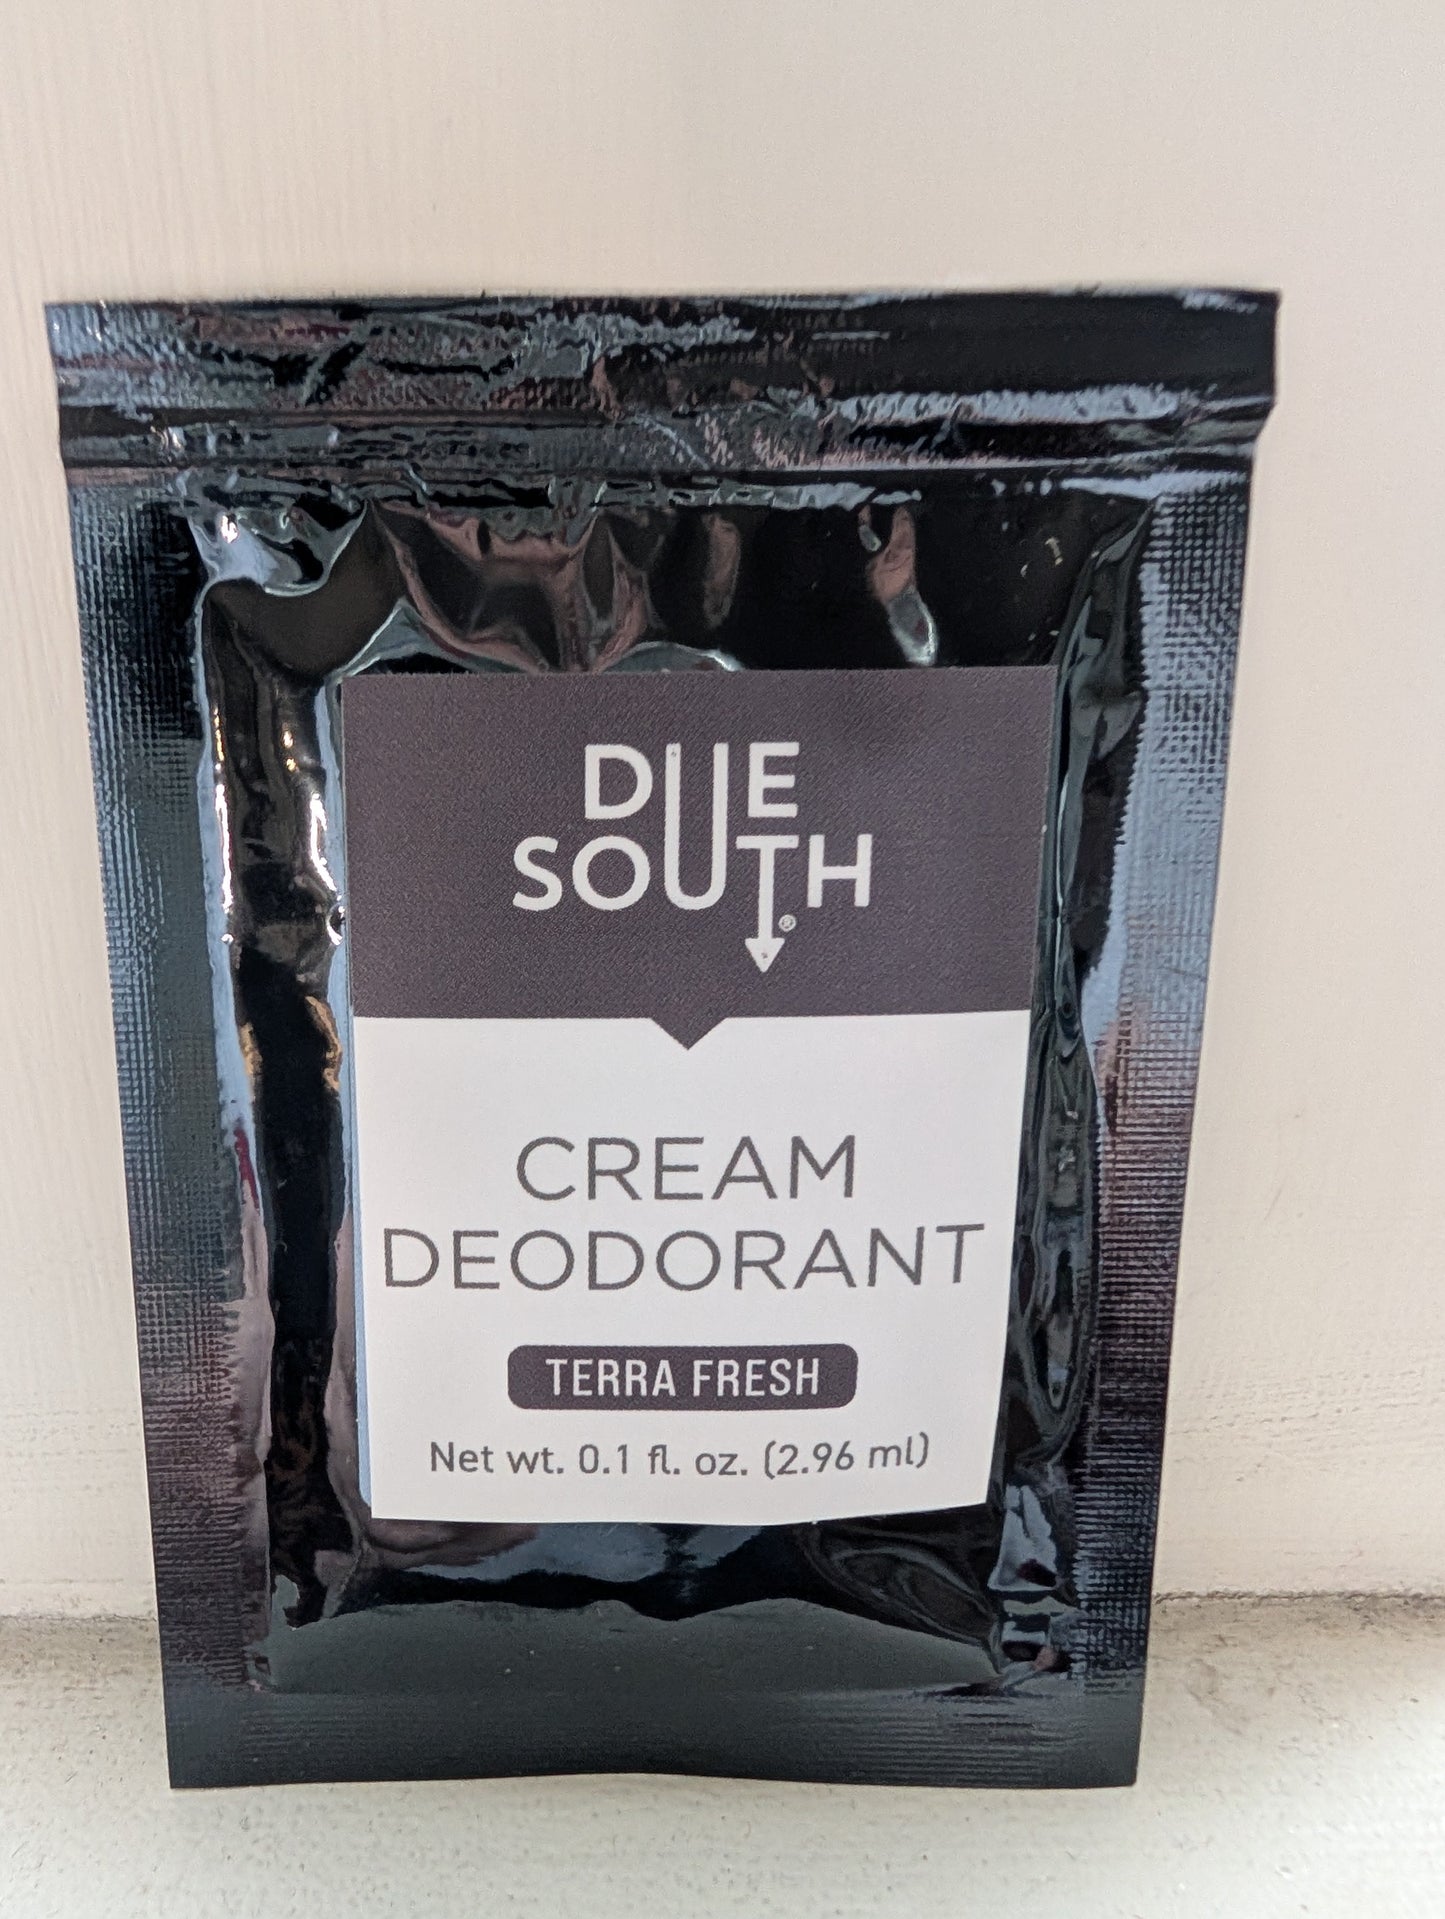 DUE
SOUTH®
CREAM
DEODORANT
TERRA FRESH
Net wt. 0.1 fl. oz. (2.96 ml)